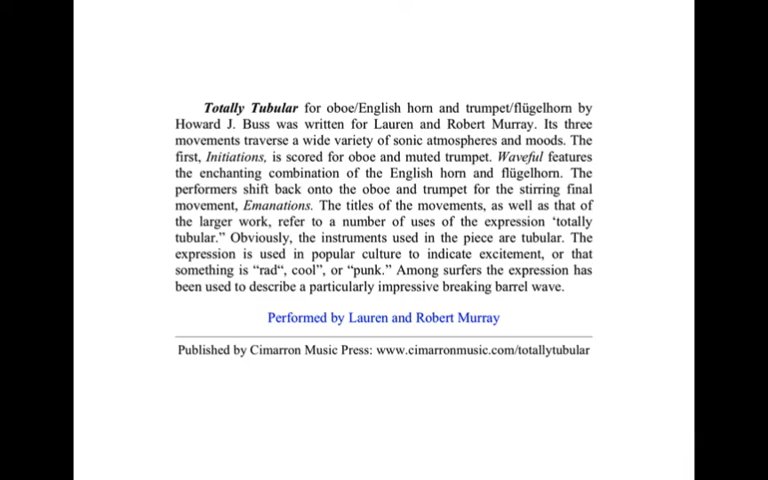 Totally Tubular for oboe/English horn and trumpet/flügelhorn by
Howard J. Buss was written for Lauren and Robert Murray. Its three
movements traverse a wide variety of sonic atmospheres and moods. The
first, Initiations, is scored for oboe and muted trumpet. Waveful features
the enchanting combination of the English horn and flügelhorn. The
performers shift back onto the oboe and trumpet for the stirring final
movement, Emanations. The titles of the movements, as well as that of
the larger work, refer to a number of uses of the expression ‘totally
tubular.” Obviously, the instruments used in the piece are tubular. The
expression is used in popular culture to indicate excitement, or that
something is “rad“, cool”, or “punk.” Among surfers the expression has
been used to describe a particularly impressive breaking barrel wave.
Performed by Lauren and Robert Murray
Published by Cimarron Music Press: www.cimarronmusic.com/totallytubular